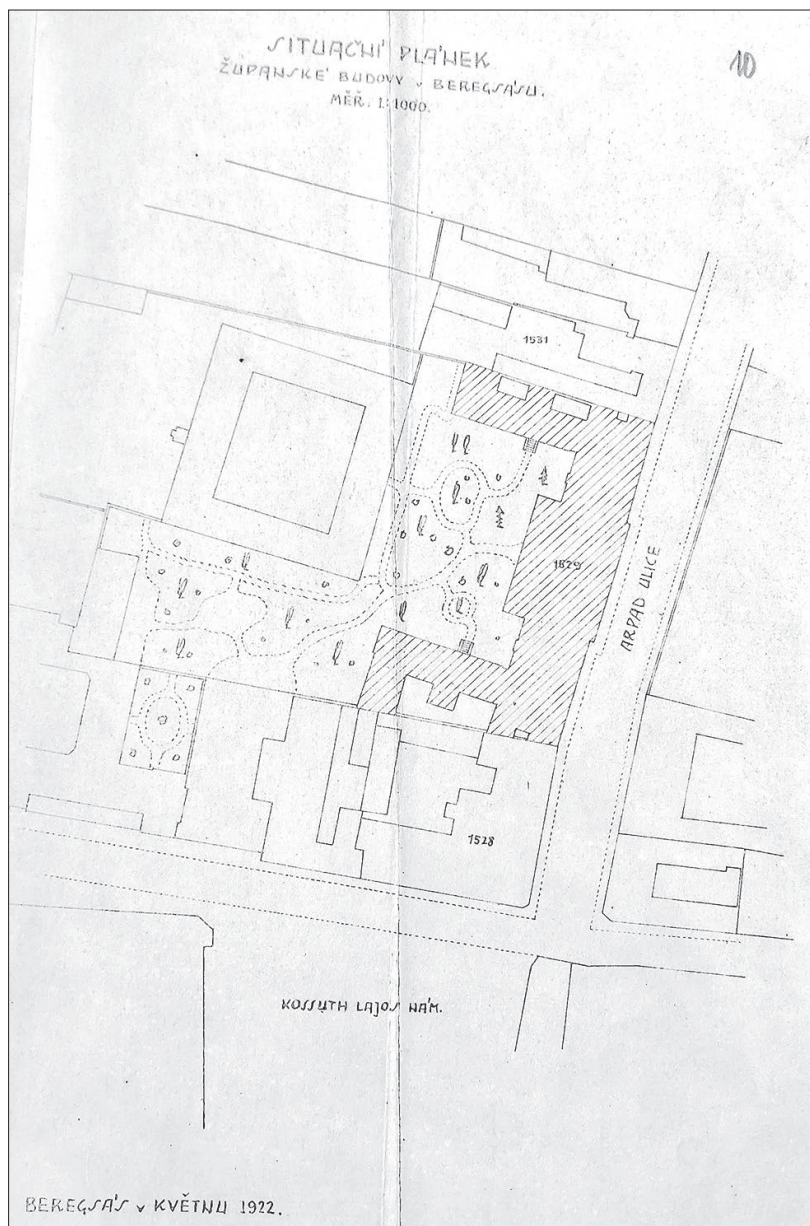 SITUAČNÍ PLÁNEK
ŽUPANSKÉ BUDOVY v BEREGSÁSU.
MĚŘ. 1:1000.
10
1531
1529
ARPAD ULICE
1528
KOSSUTH LAJOS NÁM.
BEREGSÁS v KVĚTNU 1922.